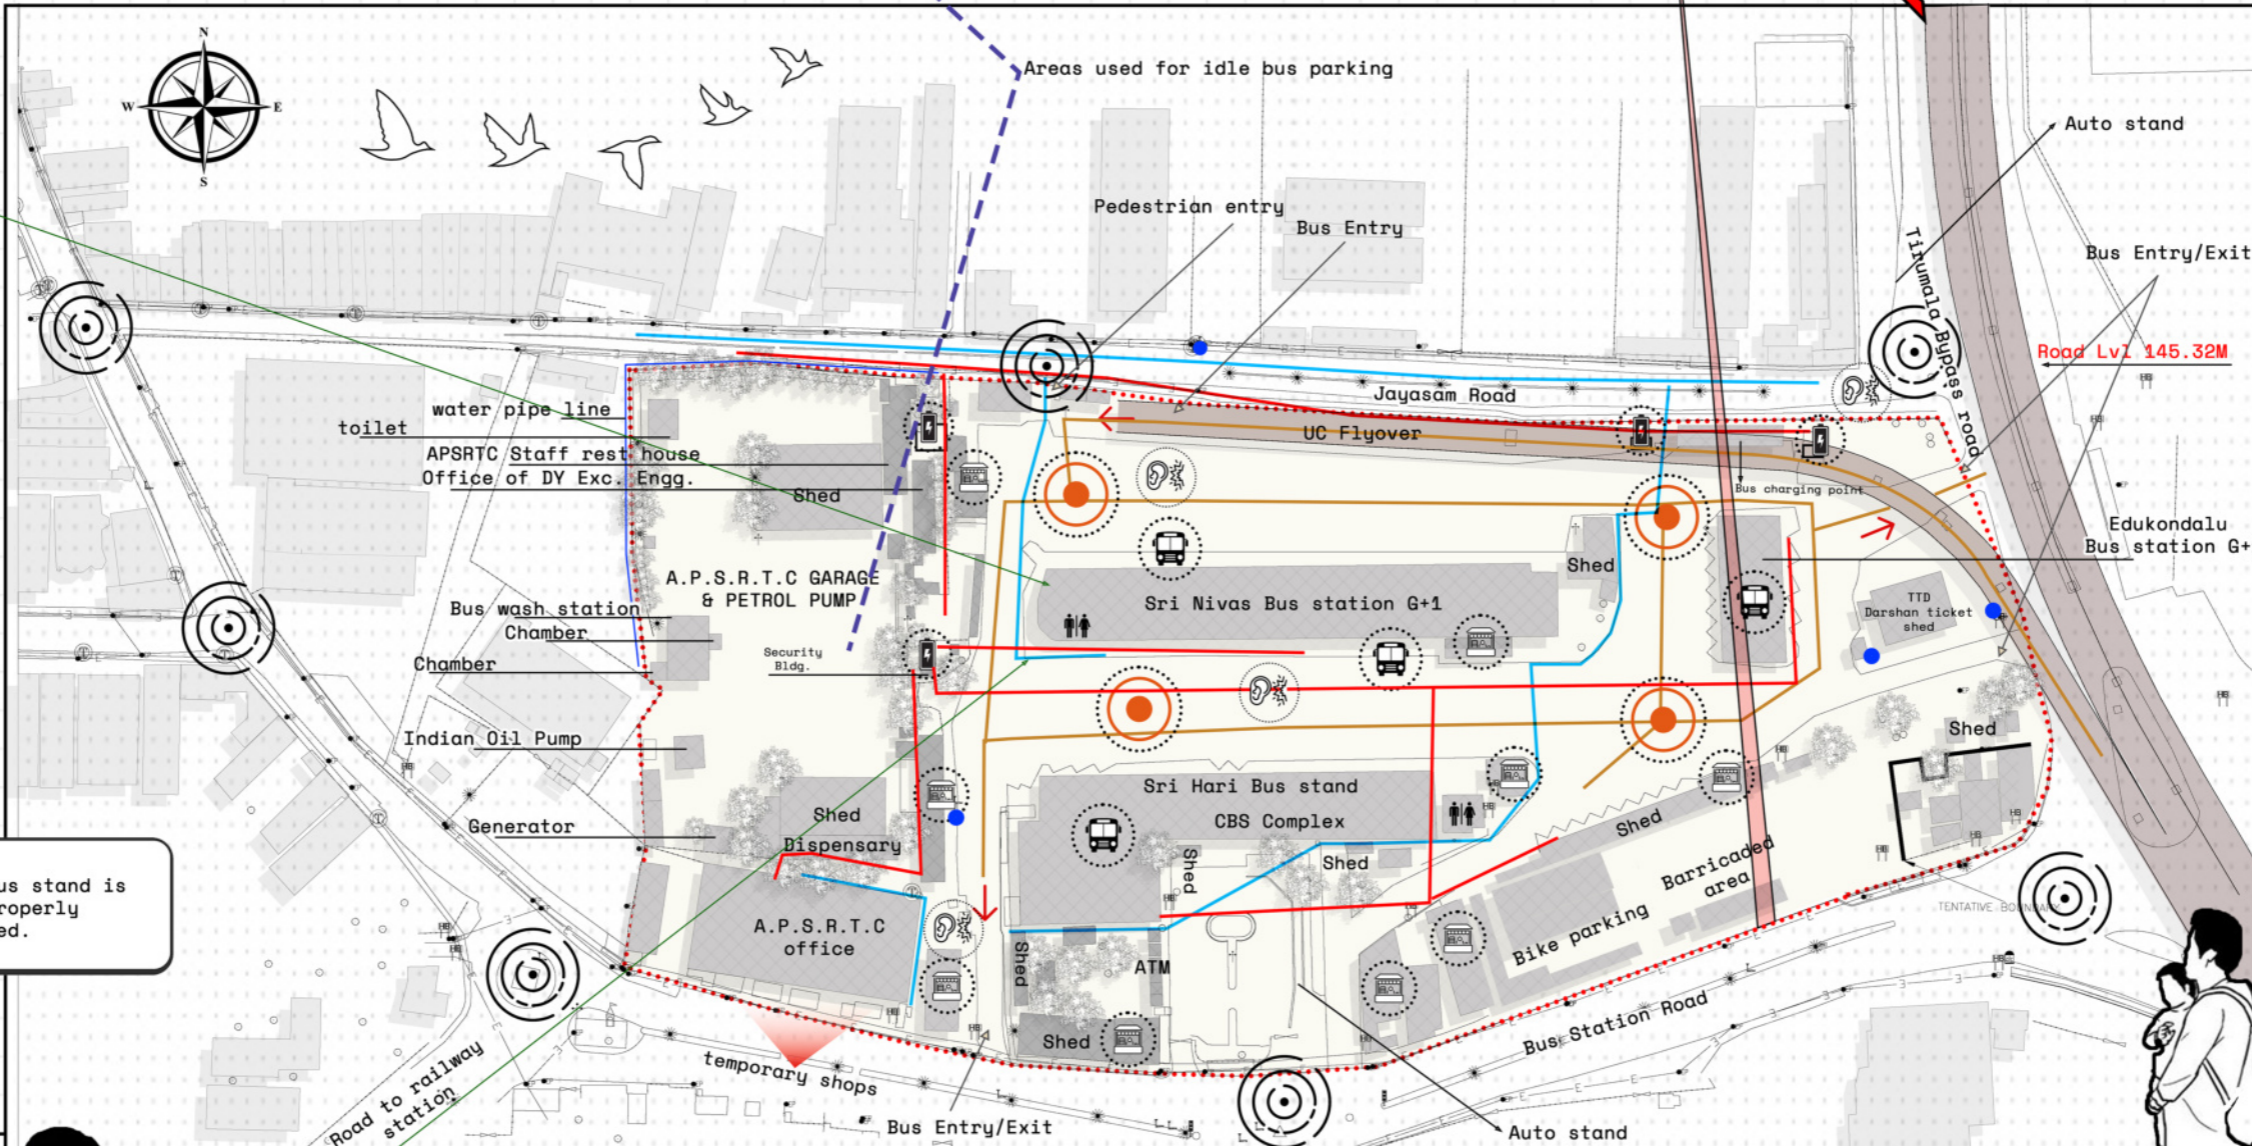 N
W
E
S
Areas used for idle bus parking
Auto stand
Pedestrian entry
Bus Entry
Bus Entry/Exit
Tirumala Bypass road
Road Lvl 145.32M
Jayasam Road
UC Flyover
water pipe line
toilet
APSRTC Staff rest house
Office of DY Exc. Engg.
Shed
Bus charging point
Edukondalu
Bus station G+
Shed
A.P.S.R.T.C GARAGE
& PETROL PUMP
Sri Nivas Bus station G+1
TTD
Darshan ticket
shed
Bus wash station
Chamber
Chamber
Security
Bldg.
Indian Oil Pump
Shed
Sri Hari Bus stand
CBS Complex
Generator
Shed
Dispensary
Shed
Shed
Shed
Barricaded
area
us stand is
roperly
ed.
A.P.S.R.T.C
office
Shed
ATM
Bike parking
TENTATIVE BOUNDARY
Shed
Bus Station Road
temporary shops
Road to railway
station
Bus Entry/Exit
Auto stand